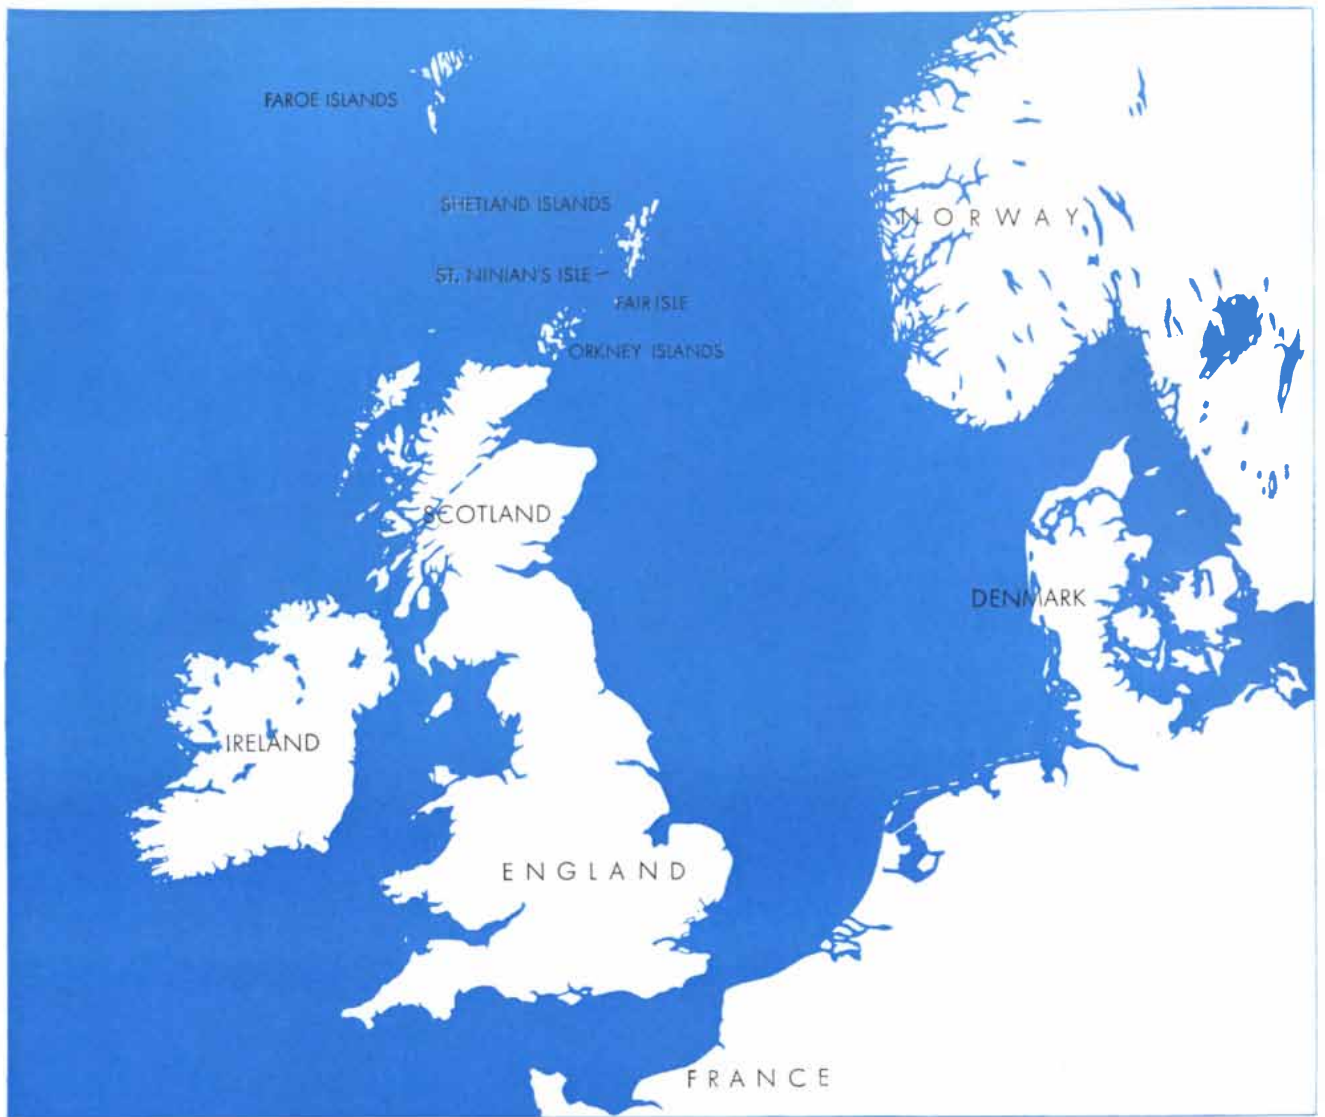 FAROE ISLANDS
SHETLAND ISLANDS
NORWAY
ST. NINIAN'S ISLE
FAIR ISLE
ORKNEY ISLANDS
SCOTLAND
DENMARK
IRELAND
ENGLAND
FRANCE